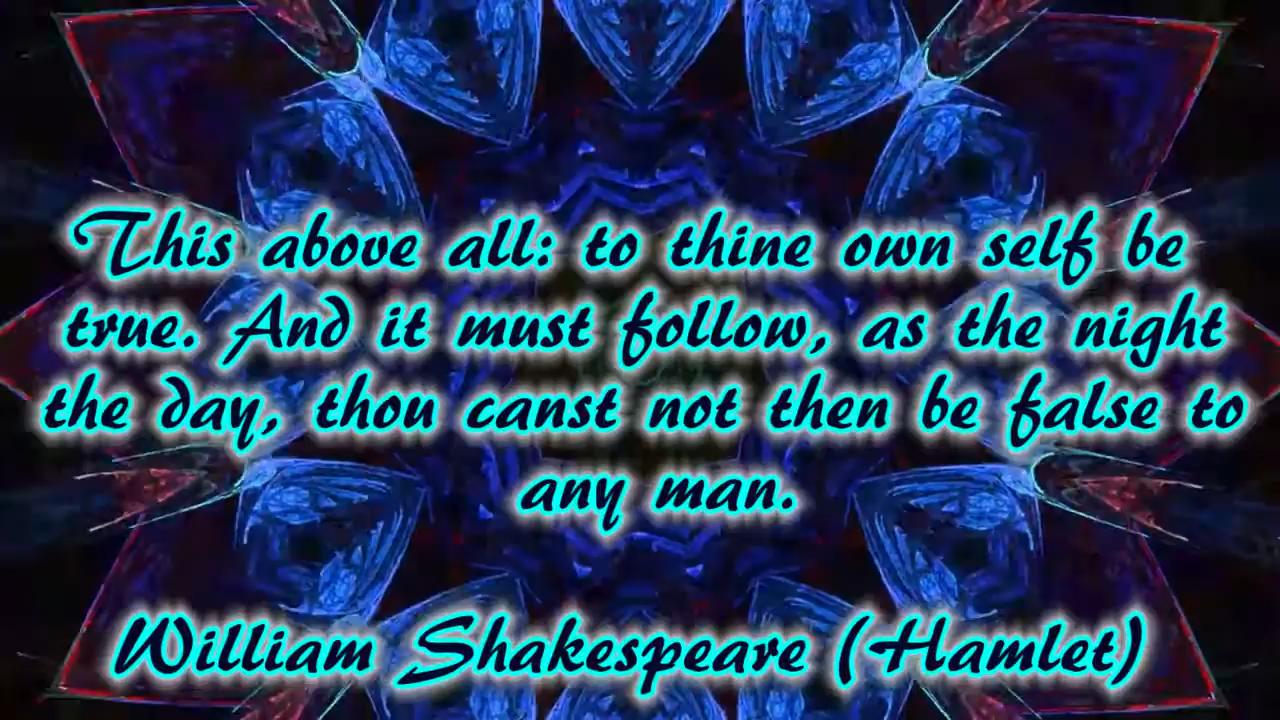 This above all: to thine own self be
true. And it must follow, as the night
the day, thou canst not then be false to
any man.
William Shakespeare (Hamlet)